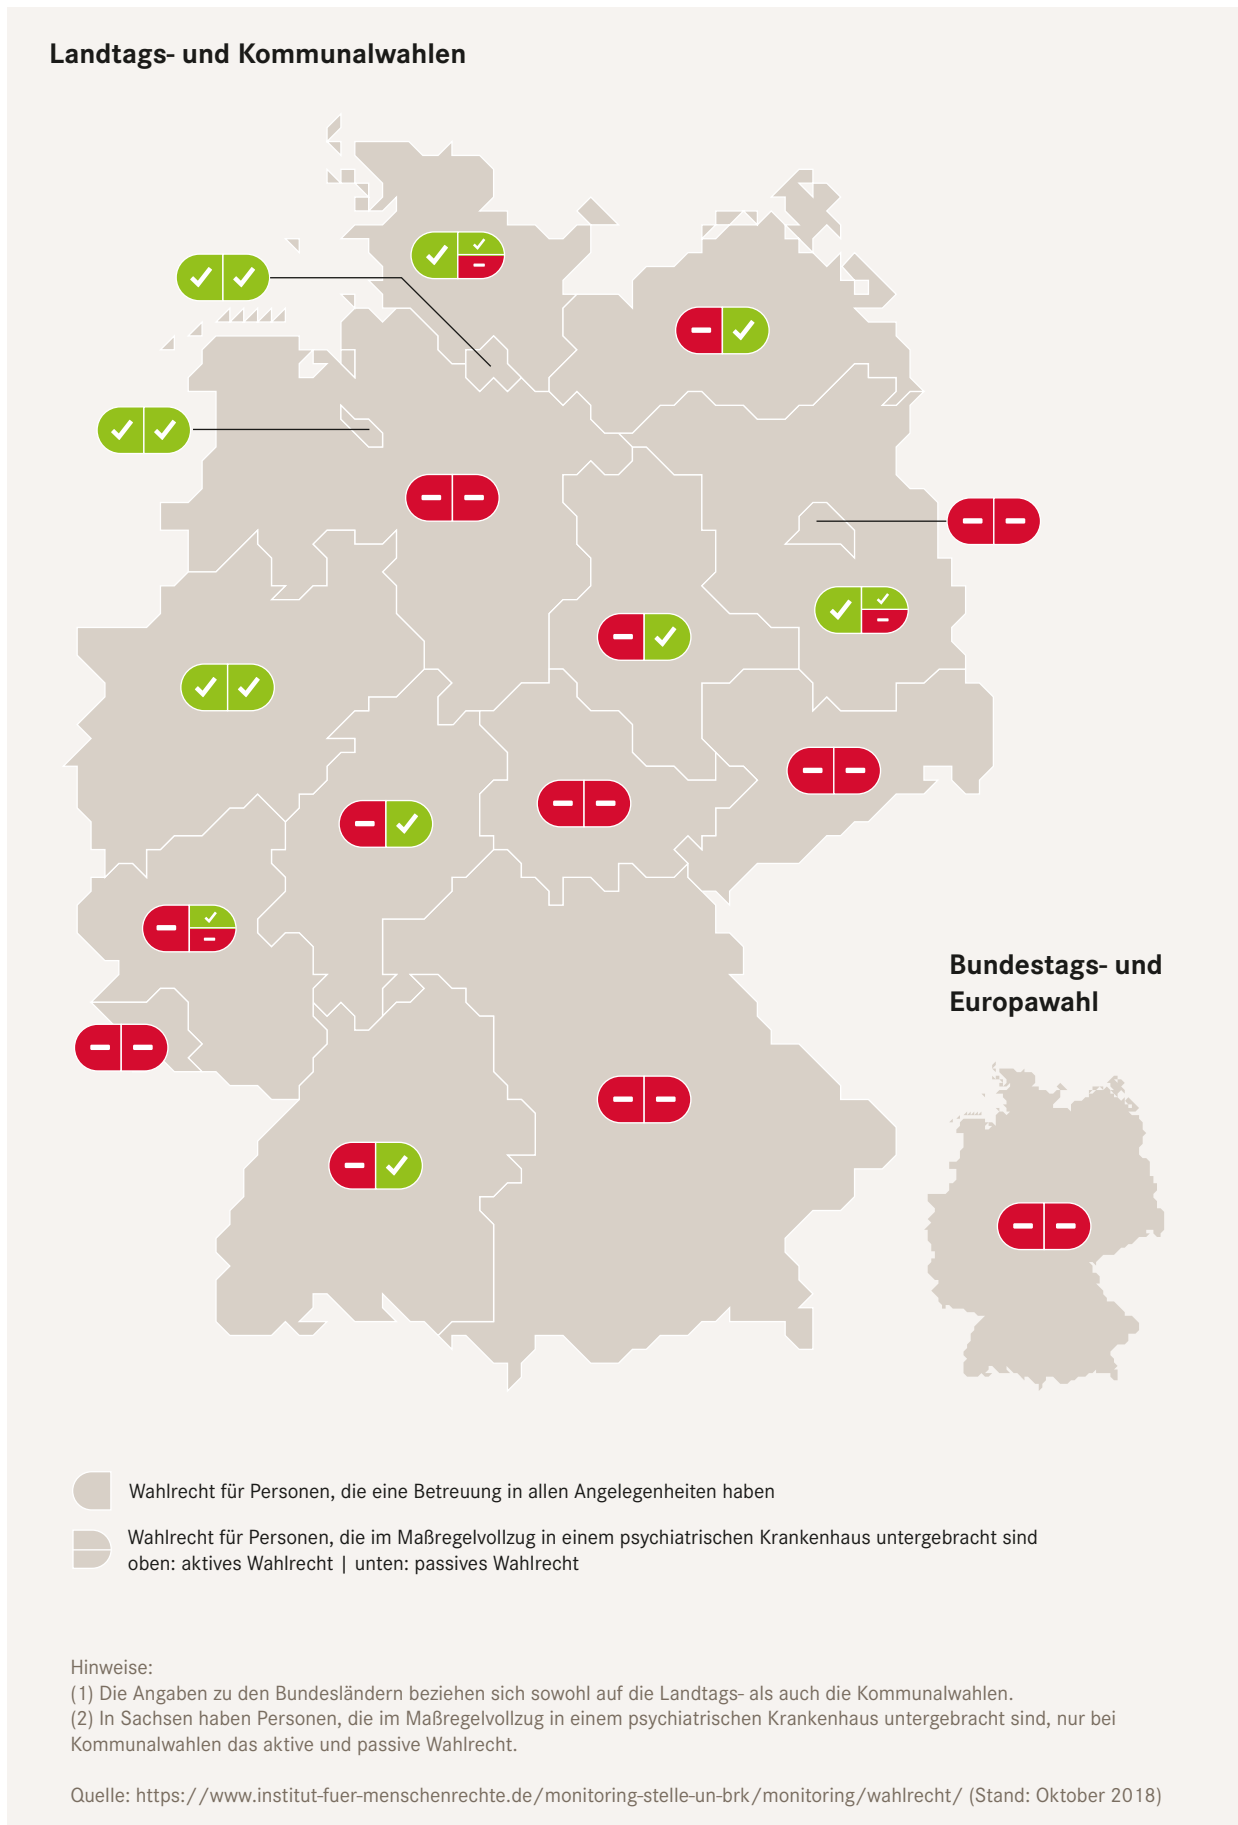 Landtags- und Kommunalwahlen
Bundestags- und
Europawahl
Wahlrecht für Personen, die eine Betreuung in allen Angelegenheiten haben
Wahlrecht für Personen, die im Maßregelvollzug in einem psychiatrischen Krankenhaus untergebracht sind
oben: aktives Wahlrecht | unten: passives Wahlrecht
Hinweise:
(1) Die Angaben zu den Bundesländern beziehen sich sowohl auf die Landtags- als auch die Kommunalwahlen.
(2) In Sachsen haben Personen, die im Maßregelvollzug in einem psychiatrischen Krankenhaus untergebracht sind, nur bei
Kommunalwahlen das aktive und passive Wahlrecht.
Quelle: https://www.institut-fuer-menschenrechte.de/monitoring-stelle-un-brk/monitoring/wahlrecht/ (Stand: Oktober 2018)